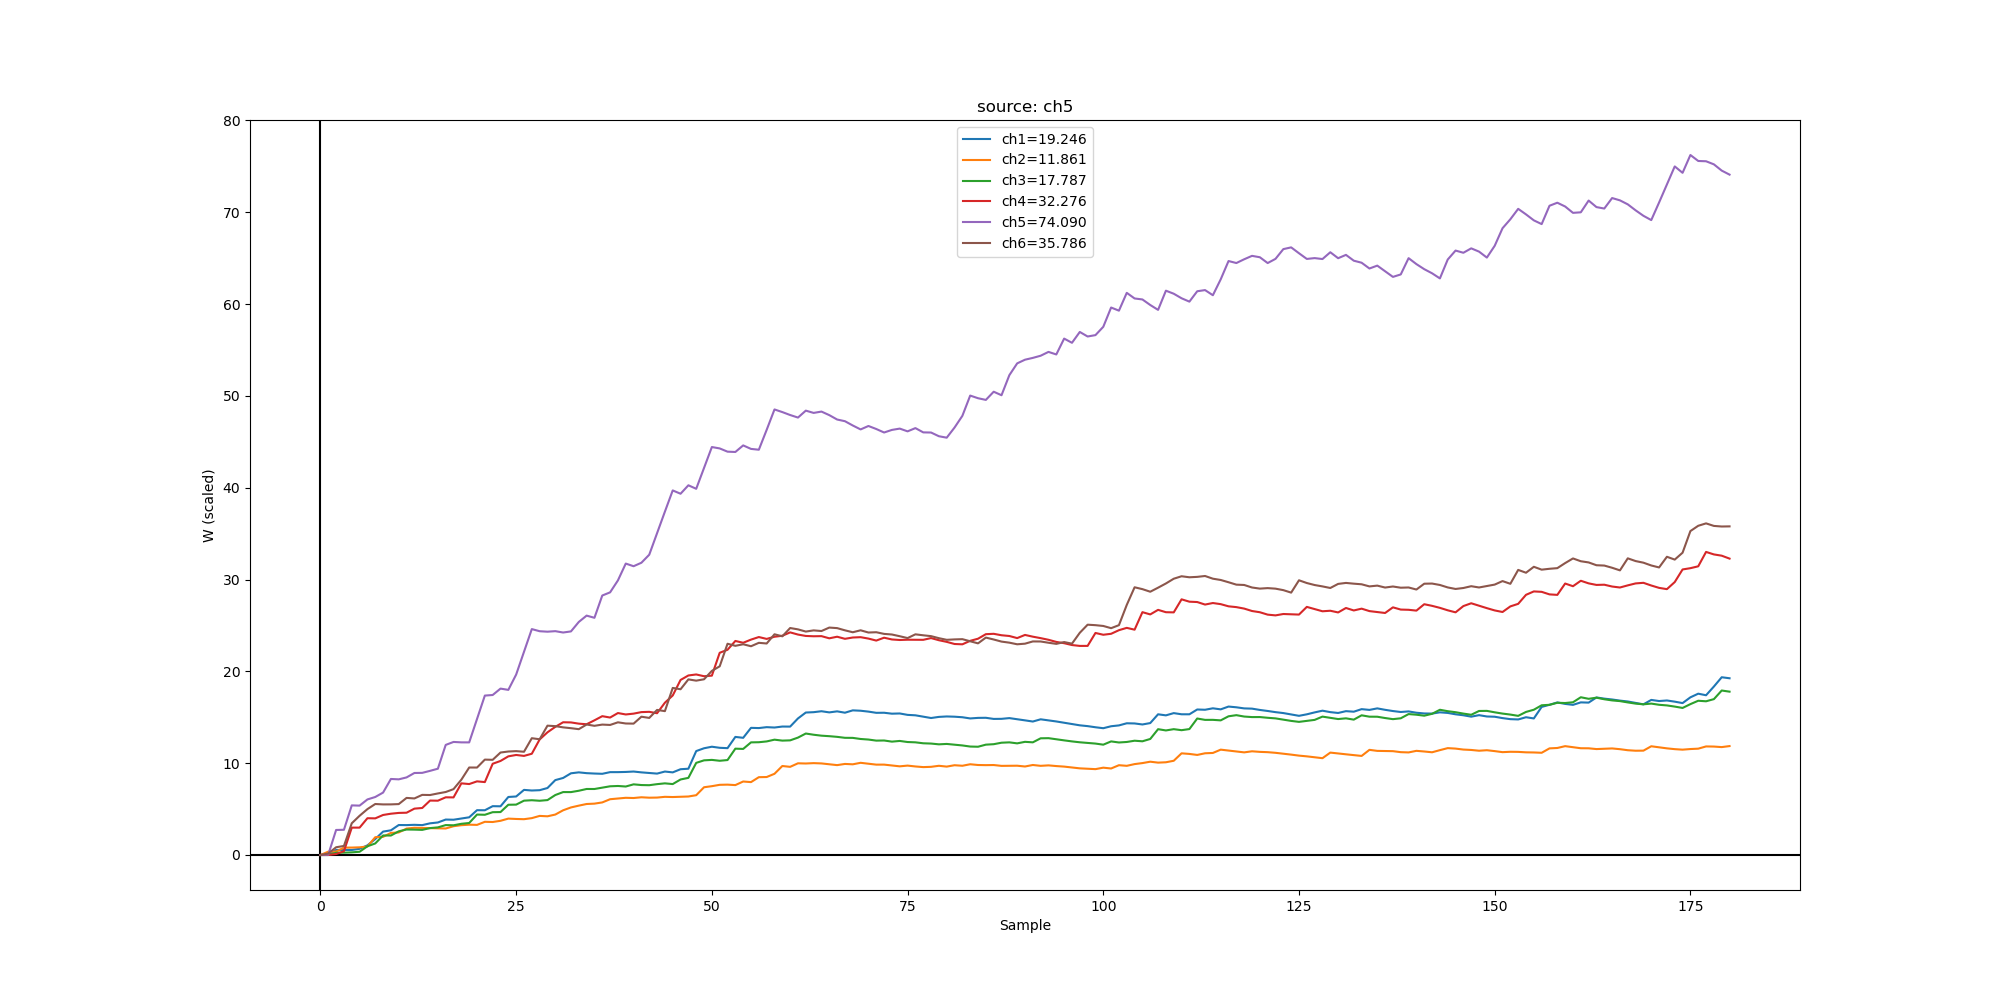 source: ch5
ch1=19.246
ch2=11.861
ch3=17.787
ch4=32.276
ch5=74.090
ch6=35.786
80
70
60
50
40
30
20
10
0
W (scaled)
0 25 50 75 100 125 150 175
Sample